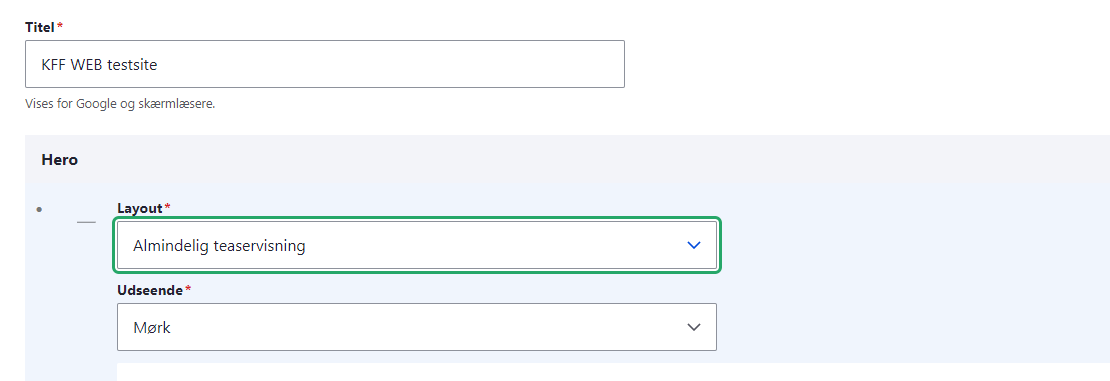 Titel*
KFF WEB testsite
Vises for Google og skærmlæsere.
Hero
Layout*
Almindelig teaservisning
Udseende*
Mørk